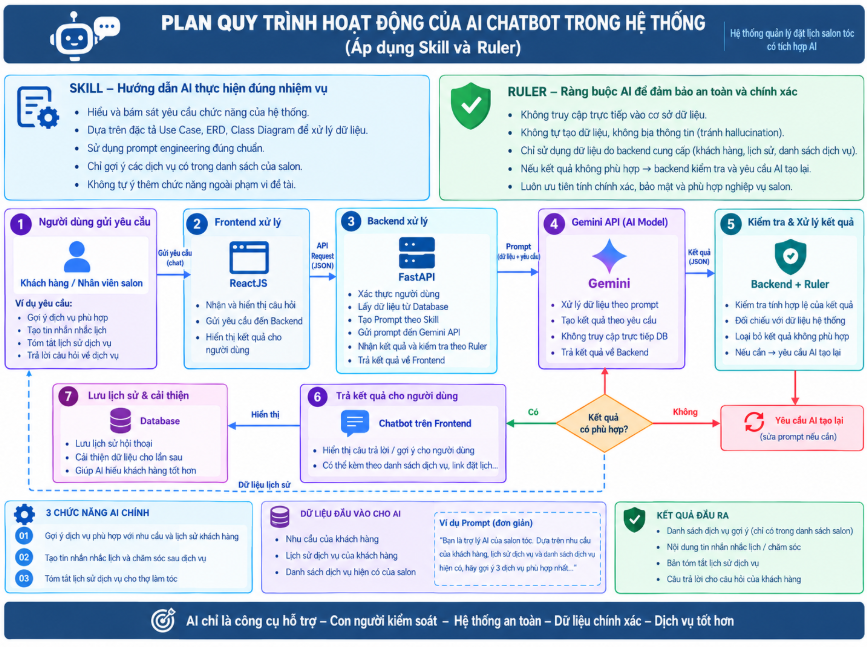 PLAN QUY TRÌNH HOẠT ĐỘNG CỦA AI CHATBOT TRONG HỆ THỐNG
(Áp dụng Skill và Ruler)
Hệ thống quản lý đặt lịch salon tóc
có tích hợp AI
SKILL – Hướng dẫn AI thực hiện đúng nhiệm vụ
• Hiểu và bám sát yêu cầu chức năng của hệ thống.
• Dựa trên đặc tả Use Case, ERD, Class Diagram để xử lý dữ liệu.
• Sử dụng prompt engineering đúng chuẩn.
• Chỉ gợi ý các dịch vụ có trong danh sách của salon.
• Không tự ý thêm chức năng ngoài phạm vi đề tài.
RULER – Ràng buộc AI để đảm bảo an toàn và chính xác
• Không truy cập trực tiếp vào cơ sở dữ liệu.
• Không tự tạo dữ liệu, không bịa thông tin (tránh hallucination).
• Chỉ sử dụng dữ liệu do backend cung cấp (khách hàng, lịch sử, danh sách dịch vụ).
• Nếu kết quả không phù hợp → backend kiểm tra và yêu cầu AI tạo lại.
• Luôn ưu tiên tính chính xác, bảo mật và phù hợp nghiệp vụ salon.
1 Người dùng gửi yêu cầu
Khách hàng / Nhân viên salon
Ví dụ yêu cầu:
• Gợi ý dịch vụ phù hợp
• Tạo tin nhắn nhắc lịch
• Tóm tắt lịch sử dịch vụ
• Trả lời câu hỏi về dịch vụ
Gửi yêu cầu
(chat)
2 Frontend xử lý
ReactJS
• Nhận và hiển thị câu hỏi
• Gửi yêu cầu đến Backend
• Hiển thị kết quả cho
người dùng
API
Request
(JSON)
3 Backend xử lý
FastAPI
• Xác thực người dùng
• Lấy dữ liệu từ Database
• Tạo Prompt theo Skill
• Gửi prompt đến Gemini API
• Nhận kết quả và kiểm tra theo Ruler
• Trả kết quả về Frontend
Prompt
(dữ liệu + yêu cầu)
4 Gemini API (AI Model)
Gemini
• Xử lý dữ liệu theo prompt
• Tạo kết quả theo yêu cầu
• Không truy cập trực tiếp DB
• Trả kết quả về Backend
Kết quả
(JSON)
5 Kiểm tra & Xử lý kết quả
Backend + Ruler
• Kiểm tra tính hợp lệ của kết quả
• Đối chiếu với dữ liệu hệ thống
• Loại bỏ kết quả không phù hợp
• Nếu cần → yêu cầu AI tạo lại
7 Lưu lịch sử & cải thiện
Database
• Lưu lịch sử hội thoại
• Cải thiện dữ liệu cho lần sau
• Giúp AI hiểu khách hàng tốt hơn
Hiển thị
6 Trả kết quả cho người dùng
Chatbot trên Frontend
• Hiển thị câu trả lời / gợi ý cho người dùng
• Có thể kèm theo danh sách dịch vụ, link đặt lịch...
Có
Kết quả
có phù hợp?
Không
Yêu cầu AI tạo lại
(sửa prompt nếu cần)
Dữ liệu lịch sử
3 CHỨC NĂNG AI CHÍNH
01 Gợi ý dịch vụ phù hợp với nhu cầu và lịch sử khách hàng
02 Tạo tin nhắn nhắc lịch và chăm sóc sau dịch vụ
03 Tóm tắt lịch sử dịch vụ cho thợ làm tóc
DỮ LIỆU ĐẦU VÀO CHO AI
• Nhu cầu của khách hàng
• Lịch sử dịch vụ của khách hàng
• Danh sách dịch vụ hiện có của salon
Ví dụ Prompt (đơn giản)
"Bạn là trợ lý AI của salon tóc. Dựa trên nhu
cầu của khách hàng, lịch sử dịch vụ và danh sách dịch vụ
hiện có, hãy gợi ý 3 dịch vụ phù hợp nhất..."
KẾT QUẢ ĐẦU RA
• Danh sách dịch vụ gợi ý (chỉ có trong danh sách salon)
• Nội dung tin nhắn nhắc lịch / chăm sóc
• Bản tóm tắt lịch sử dịch vụ
• Câu trả lời cho câu hỏi của khách hàng
AI chỉ là công cụ hỗ trợ – Con người kiểm soát – Hệ thống an toàn – Dữ liệu chính xác – Dịch vụ tốt hơn